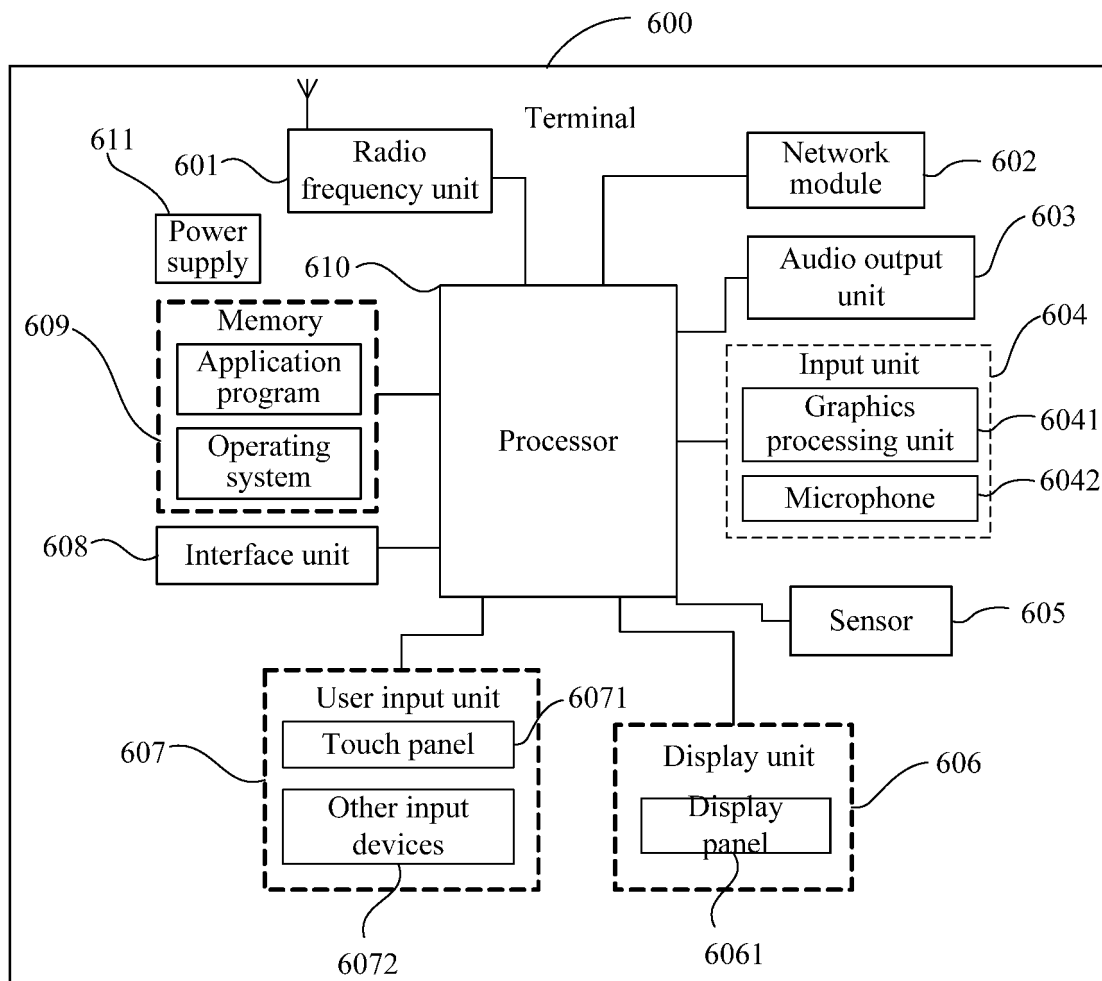 600
Terminal
611
601
Radio
frequency unit
Network
module
602
Power
supply
610
603
Audio output
unit
609
Memory
Application
program
Operating
system
Processor
604
Input unit
Graphics
processing unit
6041
Microphone
6042
608
Interface unit
Sensor
605
User input unit
6071
Touch panel
607
Other input
devices
6072
Display unit
606
Display
panel
6061